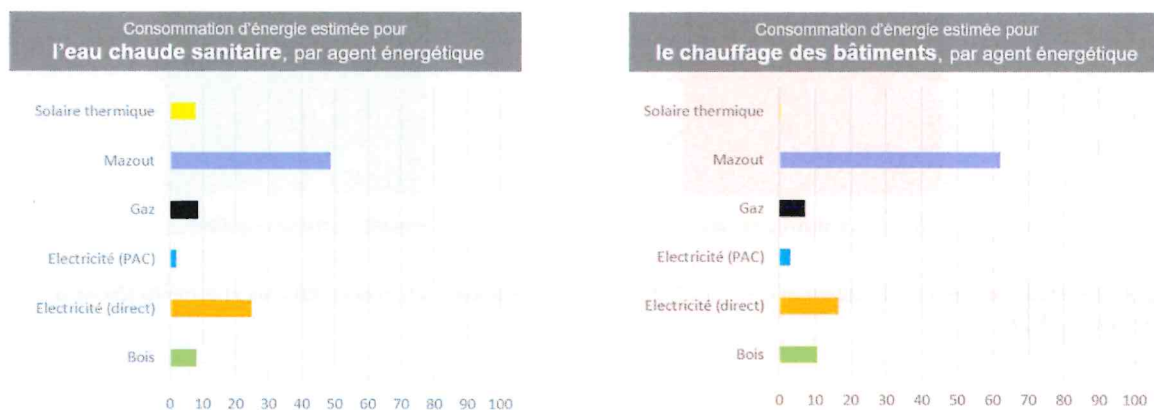 Consommation d'énergie estimée pour
l'eau chaude sanitaire, par agent énergétique
Solaire thermique
Mazout
Gaz
Electricité (PAC)
Electricité (direct)
Bois
0 10 20 30 40 50 60 70 80 90 100
Consommation d'énergie estimée pour
le chauffage des bâtiments, par agent énergétique
Solaire thermique
Mazout
Gaz
Electricité (PAC)
Electricité (direct)
Bois
0 10 20 30 40 50 60 70 80 90 100